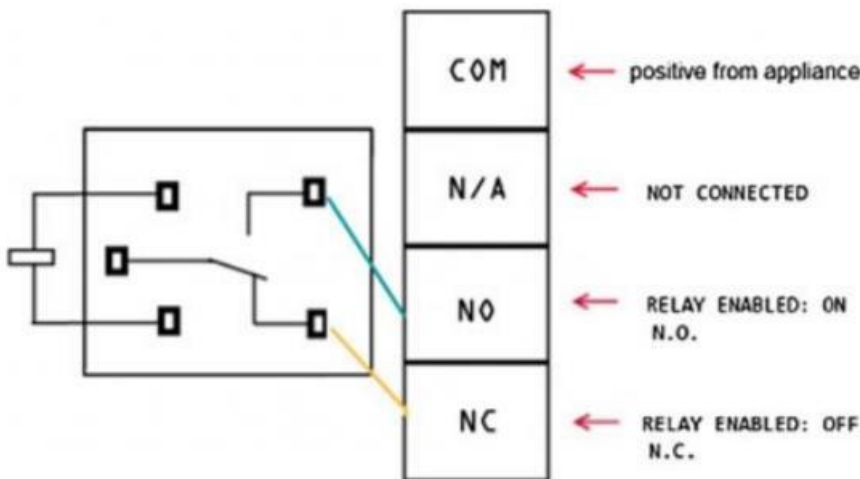 COM
positive from appliance
N/A
NOT CONNECTED
NO
RELAY ENABLED: ON
N.O.
NC
RELAY ENABLED: OFF
N.C.